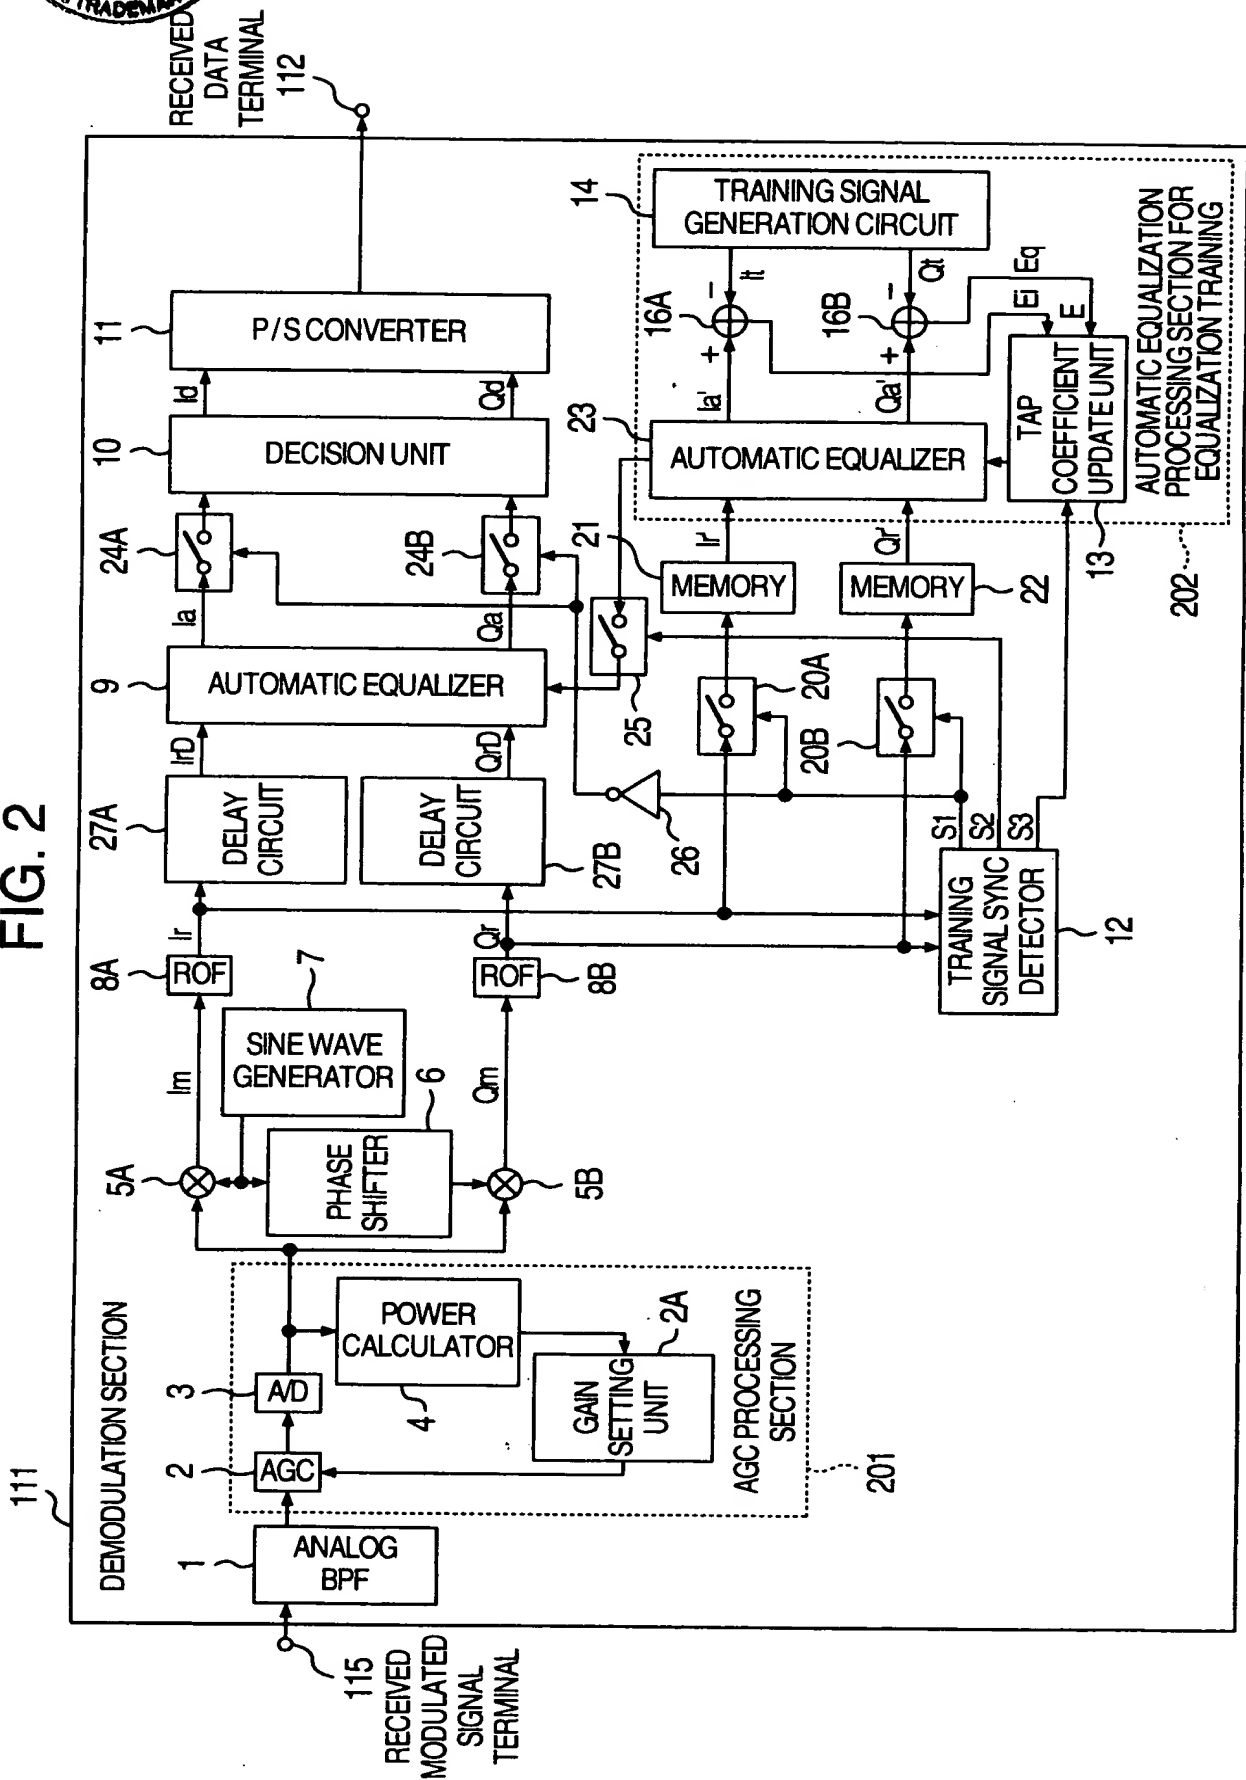 TRADEMA
FIG. 2
111
DEMODULATION SECTION
115
RECEIVED
MODULATED
SIGNAL
TERMINAL
1
ANALOG
BPF
2
AGC
3
A/D
4
POWER
CALCULATOR
2A
GAIN
SETTING
UNIT
AGC PROCESSING
SECTION
201
5A
5B
6
PHASE
SHIFTER
7
SINE WAVE
GENERATOR
Im
Qm
8A
ROF
8B
ROF
Ir
Qr
27A
DELAY
CIRCUIT
27B
DELAY
CIRCUIT
IrD
QrD
9
AUTOMATIC EQUALIZER
Ia
Qa
24A
24B
10
DECISION UNIT
Id
Qd
11
P/S CONVERTER
RECEIVED
DATA
TERMINAL
112
12
TRAINING
SIGNAL SYNC
DETECTOR
S1
S2
S3
26
25
20A
20B
21
MEMORY
22
MEMORY
Ir'
Qr'
23
AUTOMATIC EQUALIZER
Ia'
Qa'
+
+
16A
16B
−
−
It
Qt
14
TRAINING SIGNAL
GENERATION CIRCUIT
Ei
Eq
E
13
TAP
COEFFICIENT
UPDATE UNIT
AUTOMATIC EQUALIZATION
PROCESSING SECTION FOR
EQUALIZATION TRAINING
202